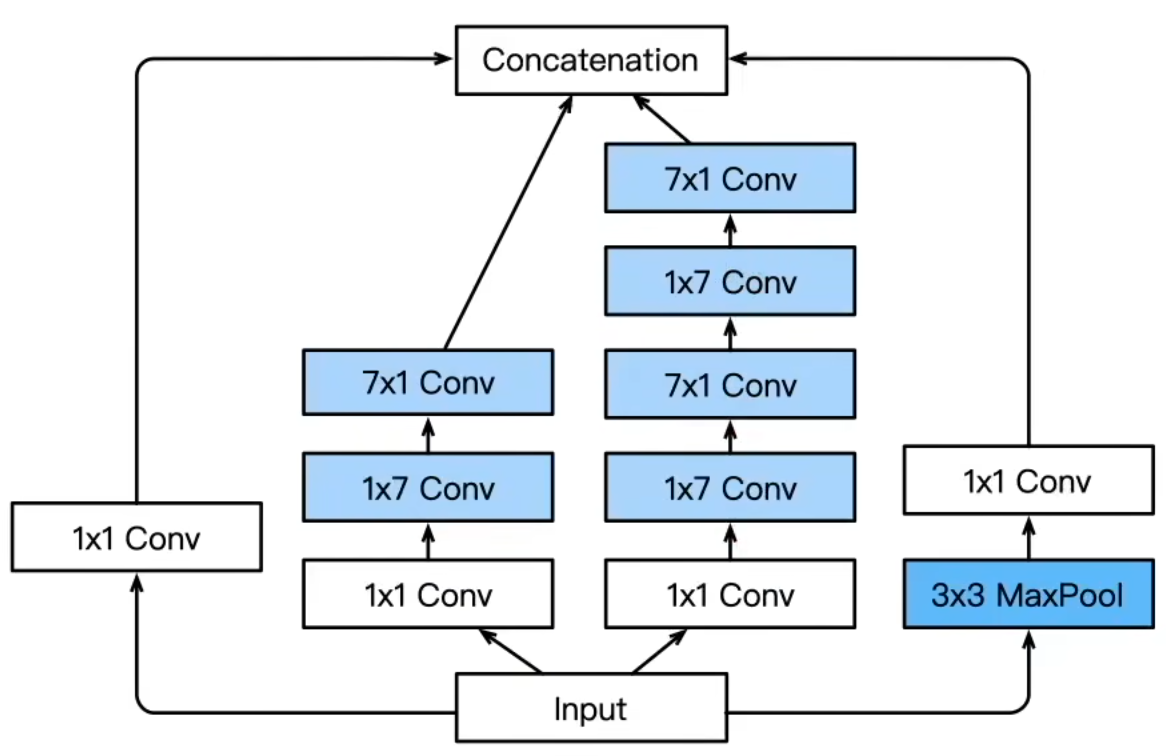 Concatenation
7x1 Conv
1x7 Conv
7x1 Conv
7x1 Conv
1x7 Conv
1x7 Conv
1x1 Conv
1x1 Conv
1x1 Conv
1x1 Conv
3x3 MaxPool
Input